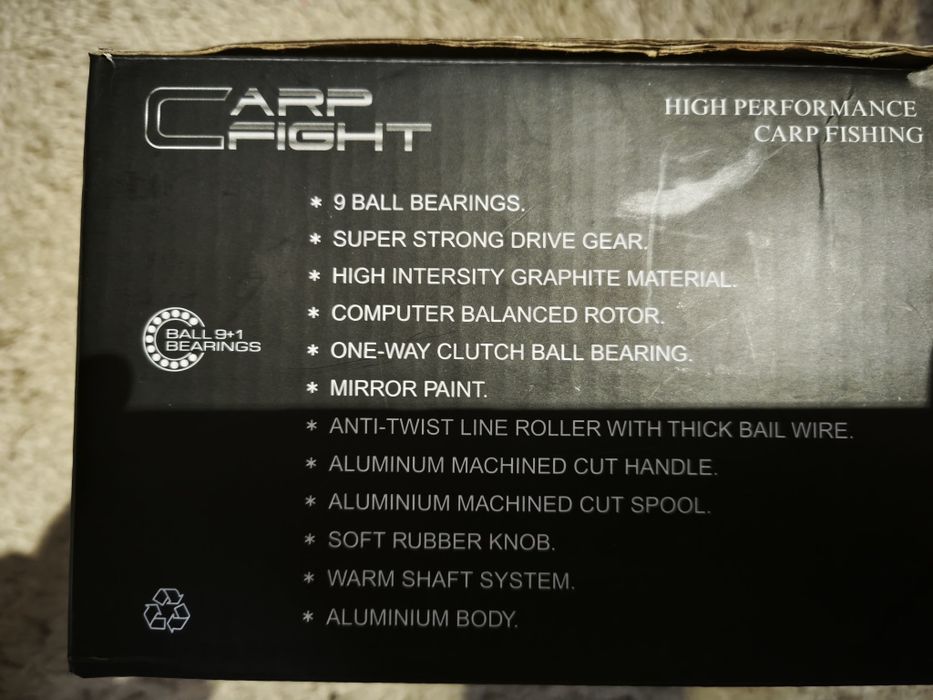 CARP
FIGHT
HIGH PERFORMANCE
CARP FISHING
* 9 BALL BEARINGS.
* SUPER STRONG DRIVE GEAR.
* HIGH INTERSITY GRAPHITE MATERIAL.
* COMPUTER BALANCED ROTOR.
* ONE-WAY CLUTCH BALL BEARING.
* MIRROR PAINT.
* ANTI-TWIST LINE ROLLER WITH THICK BAIL WIRE.
* ALUMINUM MACHINED CUT HANDLE.
* ALUMINIUM MACHINED CUT SPOOL.
* SOFT RUBBER KNOB.
* WARM SHAFT SYSTEM.
* ALUMINIUM BODY.
BALL 9+1
BEARINGS